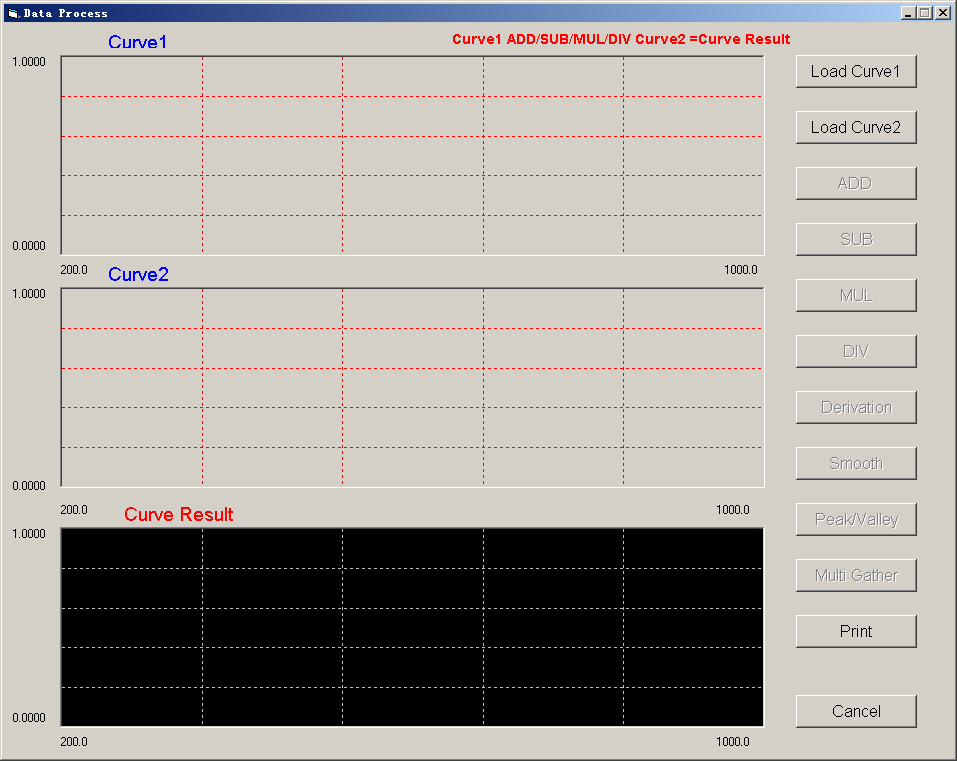 Data Process
Curve1
Curve1 ADD/SUB/MUL/DIV Curve2 =Curve Result
1.0000
0.0000
200.0
1000.0
Curve2
1.0000
0.0000
200.0
1000.0
Curve Result
1.0000
0.0000
200.0
1000.0
Load Curve1
Load Curve2
ADD
SUB
MUL
DIV
Derivation
Smooth
Peak/Valley
Multi Gather
Print
Cancel